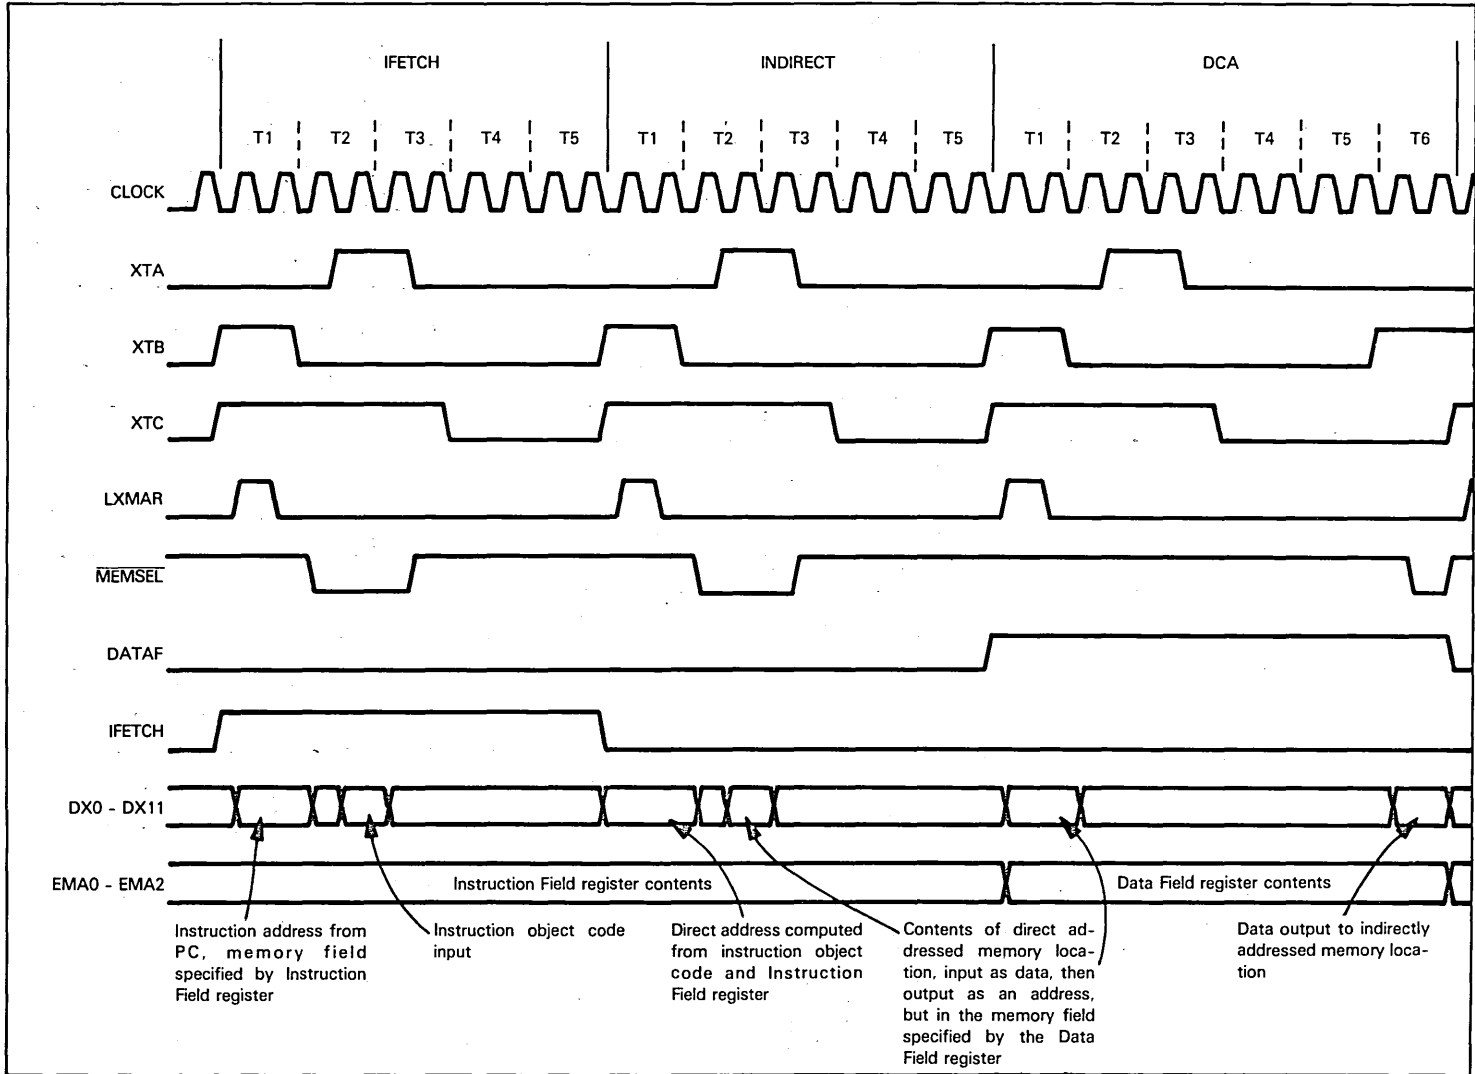 IFETCH INDIRECT DCA
T1 T2 T3 T4 T5 T1 T2 T3 T4 T5 T1 T2 T3 T4 T5 T6
CLOCK
XTA
XTB
XTC
LXMAR
MEMSEL
DATAF
IFETCH
DX0 - DX11
EMA0 - EMA2 Instruction Field register contents Data Field register contents
Instruction address from
PC, memory field
specified by Instruction
Field register
Instruction object code
input
Direct address computed
from instruction object
code and Instruction
Field register
Contents of direct ad-
dressed memory loca-
tion, input as data, then
output as an address,
but in the memory field
specified by the Data
Field register
Data output to indirectly
addressed memory loca-
tion